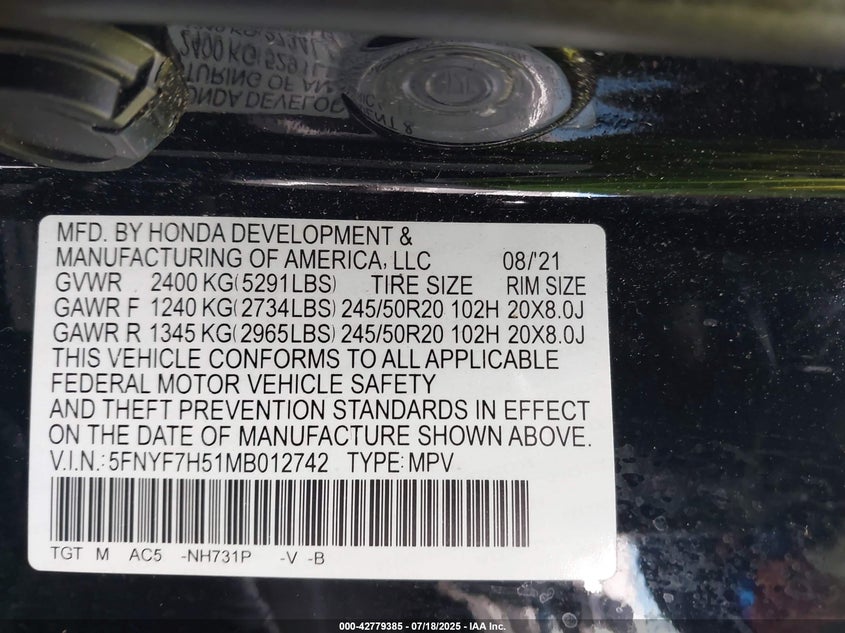 MFD. BY HONDA DEVELOPMENT &
MANUFACTURING OF AMERICA, LLC 08/'21
GVWR 2400 KG(5291LBS) TIRE SIZE RIM SIZE
GAWR F 1240 KG(2734LBS) 245/50R20 102H 20X8.0J
GAWR R 1345 KG(2965LBS) 245/50R20 102H 20X8.0J
THIS VEHICLE CONFORMS TO ALL APPLICABLE
FEDERAL MOTOR VEHICLE SAFETY
AND THEFT PREVENTION STANDARDS IN EFFECT
ON THE DATE OF MANUFACTURE SHOWN ABOVE.
V.I.N.: 5FNYF7H51MB012742 TYPE: MPV
TGT M AC5 -NH731P -V -B
000-42779385 - 07/18/2025 - IAA Inc.